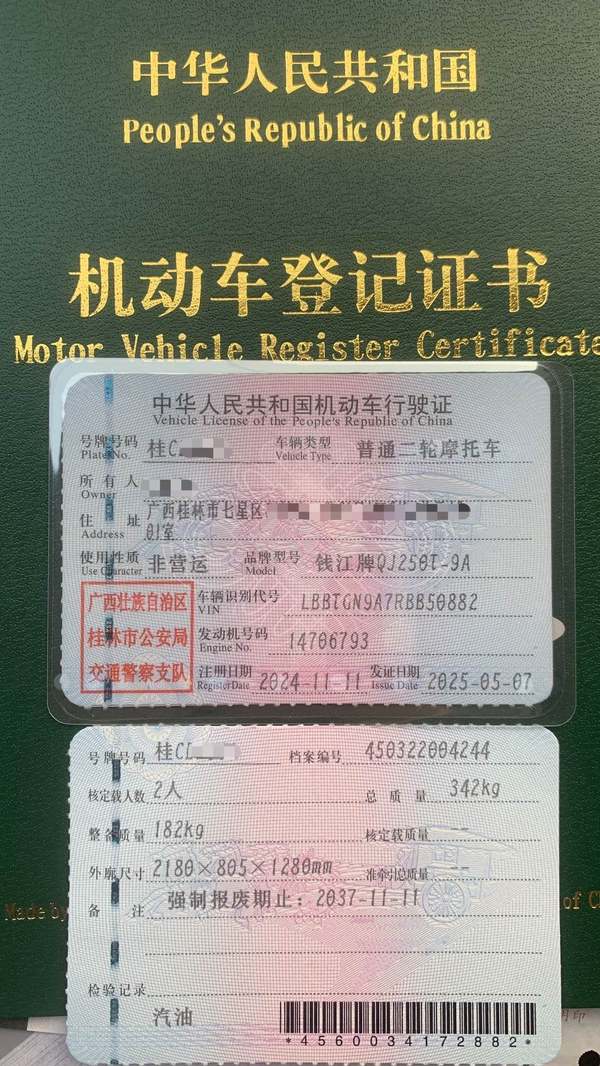 中华人民共和国
People's Republic of China
机动车登记证书
Motor Vehicle Register Certificate
中华人民共和国机动车行驶证
Vehicle License of the People's Republic of China
号牌号码 桂C 车辆类型 普通二轮摩托车
Plate No. Vehicle Type
所有人
Owner
住址 广西桂林市七星区
Address 01室
使用性质 非营运 品牌型号 钱江牌QJ250T-9A
Use Character Model
广西壮族自治区
桂林市公安局
交通警察支队
车辆识别代号 LBBTGN9A7RBB50882
VIN
发动机号码 14706793
Engine No.
注册日期 2024-11-11 发证日期 2025-05-07
Register Date Issue Date
号牌号码 桂C 档案编号 450322004244
核定载人数 2人 总质量 342kg
整备质量 182kg 核定载质量 --
外廓尺寸 2180×805×1280mm 准牵引总质量 --
备注 强制报废期止：2037-11-11
Made by of C
检验记录
汽油
*4560034172882*